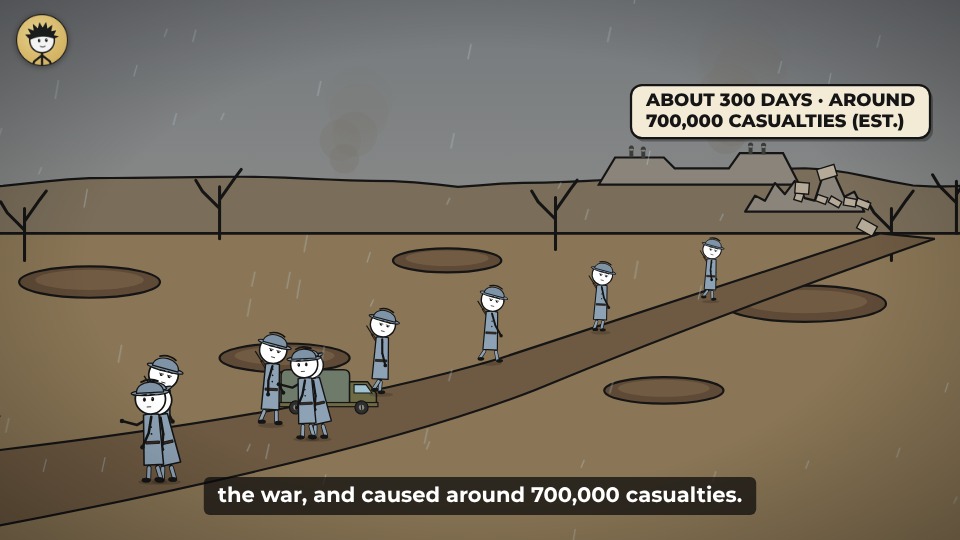 ABOUT 300 DAYS · AROUND
700,000 CASUALTIES (EST.)
the war, and caused around 700,000 casualties.